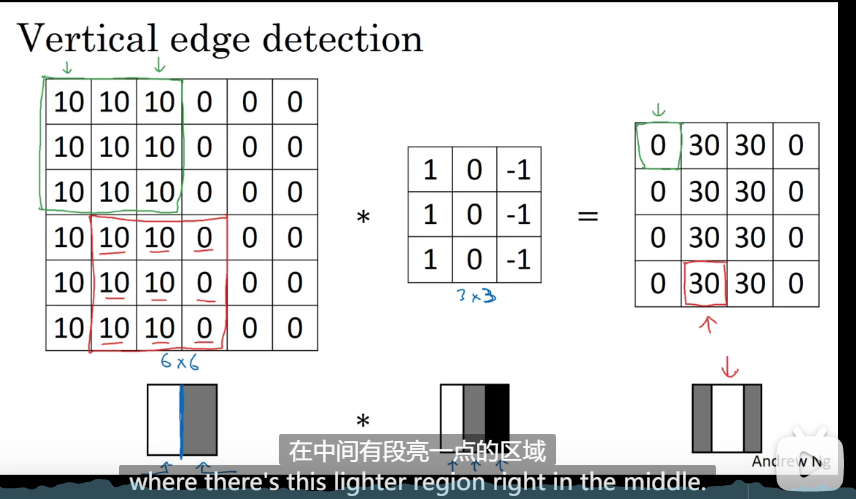 Vertical edge detection
10 10 10 0 0 0
10 10 10 0 0 0
10 10 10 0 0 0
10 10 10 0 0 0
10 10 10 0 0 0
10 10 10 0 0 0
6×6
*
1 0 -1
1 0 -1
1 0 -1
3×3
=
0 30 30 0
0 30 30 0
0 30 30 0
0 30 30 0
*
Andrew Ng
在中间有段亮一点的区域
where there's this lighter region right in the middle.